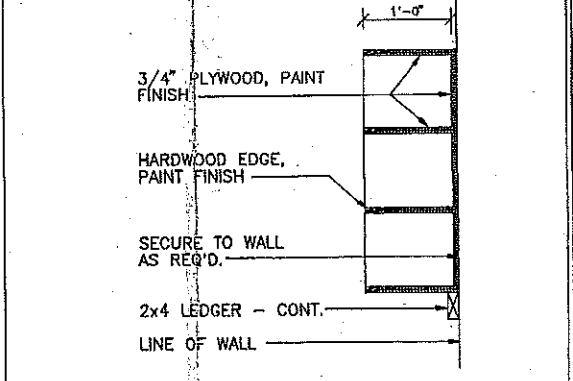 1'-0"
3/4" PLYWOOD, PAINT
FINISH
HARDWOOD EDGE,
PAINT FINISH
SECURE TO WALL
AS REQ'D.
2x4 LEDGER - CONT.
LINE OF WALL